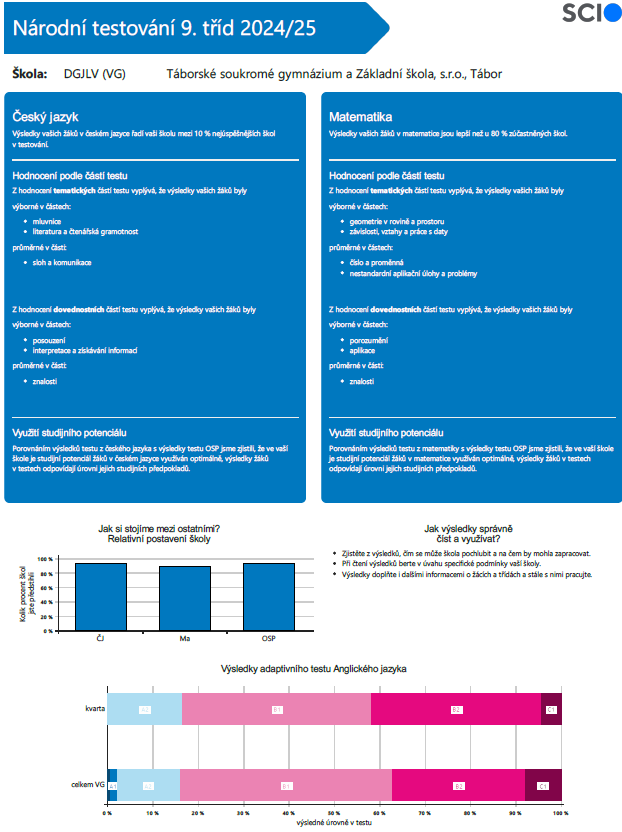 SCIO
Národní testování 9. tříd 2024/25
Škola: DGJLV (VG) Táborské soukromé gymnázium a Základní škola, s.r.o., Tábor
Český jazyk
Výsledky vašich žáků v českém jazyce řadí vaši školu mezi 10 % nejúspěšnějších škol
v testování.
Hodnocení podle částí testu
Z hodnocení tematických částí testu vyplývá, že výsledky vašich žáků byly
výborné v částech:
• mluvnice
• literatura a čtenářská gramotnost
průměrné v části:
• sloh a komunikace
Z hodnocení dovednostních částí testu vyplývá, že výsledky vašich žáků byly
výborné v částech:
• posouzení
• interpretace a získávání informací
průměrné v části:
• znalosti
Využití studijního potenciálu
Porovnáním výsledků testu z českého jazyka s výsledky testu OSP jsme zjistili, že ve vaší
škole je studijní potenciál žáků v českém jazyce využíván optimálně, výsledky žáků
v testech odpovídají úrovni jejich studijních předpokladů.
Matematika
Výsledky vašich žáků v matematice jsou lepší než u 80 % zúčastněných škol.
Hodnocení podle částí testu
Z hodnocení tematických částí testu vyplývá, že výsledky vašich žáků byly
výborné v částech:
• geometrie v rovině a prostoru
• závislosti, vztahy a práce s daty
průměrné v částech:
• číslo a proměnná
• nestandardní aplikační úlohy a problémy
Z hodnocení dovednostních částí testu vyplývá, že výsledky vašich žáků byly
výborné v částech:
• porozumění
• aplikace
průměrné v části:
• znalosti
Využití studijního potenciálu
Porovnáním výsledků testu z matematiky s výsledky testu OSP jsme zjistili, že ve vaší škole
je studijní potenciál žáků v matematice využíván optimálně, výsledky žáků v testech
odpovídají úrovni jejich studijních předpokladů.
Jak si stojíme mezi ostatními?
Relativní postavení školy
Kolik procent škol
jste předstihli
100 %
80 %
60 %
40 %
20 %
0 %
ČJ Ma OSP
Jak výsledky správně
číst a využívat?
• Zjistěte z výsledků, čím se může škola pochlubit a na čem by mohla zapracovat.
• Při čtení výsledků berte v úvahu specifické podmínky vaší školy.
• Výsledky doplňte i dalšími informacemi o žácích a třídách a stále s nimi pracujte.
Výsledky adaptivního testu Anglického jazyka
kvarta A2 B1 B2 C1
celkem VG A1 A2 B1 B2 C1
0 % 10 % 20 % 30 % 40 % 50 % 60 % 70 % 80 % 90 % 100 %
výsledné úrovně v testu